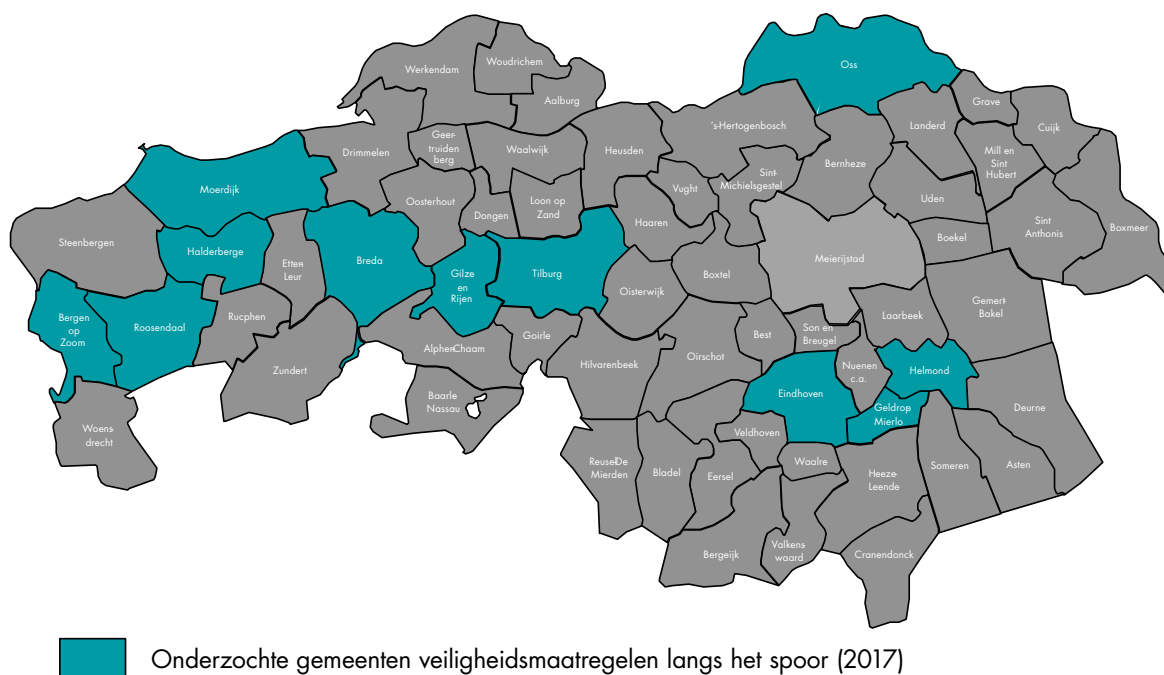 Oss
Woudrichem
Werkendam
Aalburg
Grave
's-Hertogenbosch
Landerd
Cuijk
Geer-
truiden
berg
Drimmelen
Waalwijk
Heusden
Mill en
Sint
Hubert
Bernheze
Sint-
Michielsgestel
Vught
Moerdijk
Oosterhout
Dongen
Loon op
Zand
Uden
Haaren
Sint
Anthonis
Boxmeer
Steenbergen
Halderberge
Etten-
Leur
Breda
Gilze
en
Rijen
Tilburg
Boekel
Boxtel
Meierijstad
Oisterwijk
Gemert-
Bakel
Bergen
op
Zoom
Roosendaal
Rucphen
Laarbeek
Goirle
Best
Son en
Breugel
Alphen-Chaam
Oirschot
Zundert
Hilvarenbeek
Nuenen
c.a.
Helmond
Baarle
Nassau
Eindhoven
Geldrop-
Mierlo
Deurne
Woens-
drecht
Veldhoven
Waalre
Reusel-De
Mierden
Bladel
Eersel
Heeze-
Leende
Someren
Asten
Bergeijk
Valkens-
waard
Cranendonck
Onderzochte gemeenten veiligheidsmaatregelen langs het spoor (2017)